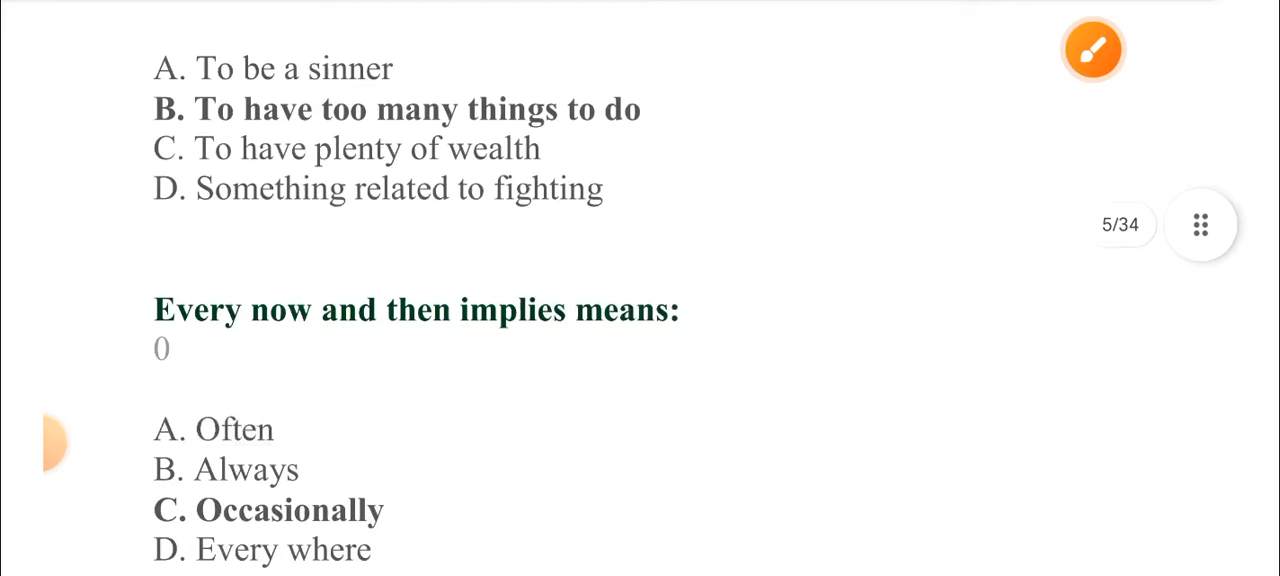 A. To be a sinner
B. To have too many things to do
C. To have plenty of wealth
D. Something related to fighting
5/34
Every now and then implies means:
0
A. Often
B. Always
C. Occasionally
D. Every where